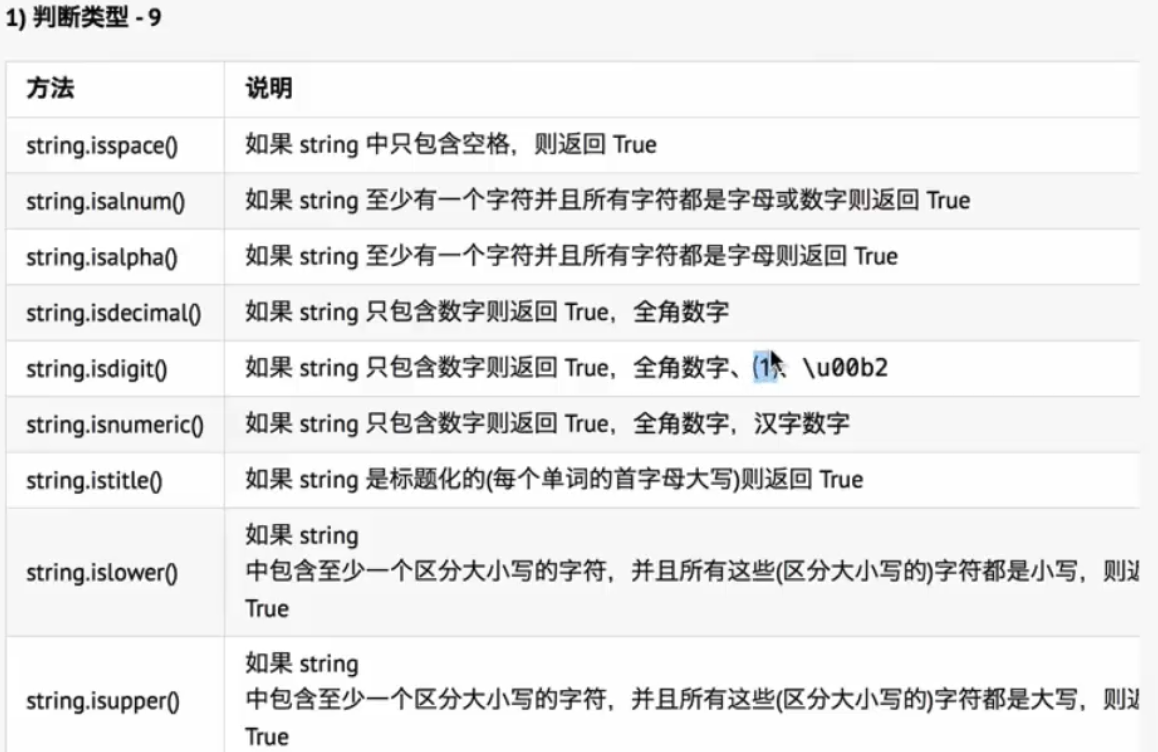 1) 判断类型 - 9
方法 说明
string.isspace() 如果 string 中只包含空格，则返回 True
string.isalnum() 如果 string 至少有一个字符并且所有字符都是字母或数字则返回 True
string.isalpha() 如果 string 至少有一个字符并且所有字符都是字母则返回 True
string.isdecimal() 如果 string 只包含数字则返回 True，全角数字
string.isdigit() 如果 string 只包含数字则返回 True，全角数字、⑴、\u00b2
string.isnumeric() 如果 string 只包含数字则返回 True，全角数字，汉字数字
string.istitle() 如果 string 是标题化的(每个单词的首字母大写)则返回 True
如果 string
string.islower() 中包含至少一个区分大小写的字符，并且所有这些(区分大小写的)字符都是小写，则返
True
如果 string
string.isupper() 中包含至少一个区分大小写的字符，并且所有这些(区分大小写的)字符都是大写，则返
True